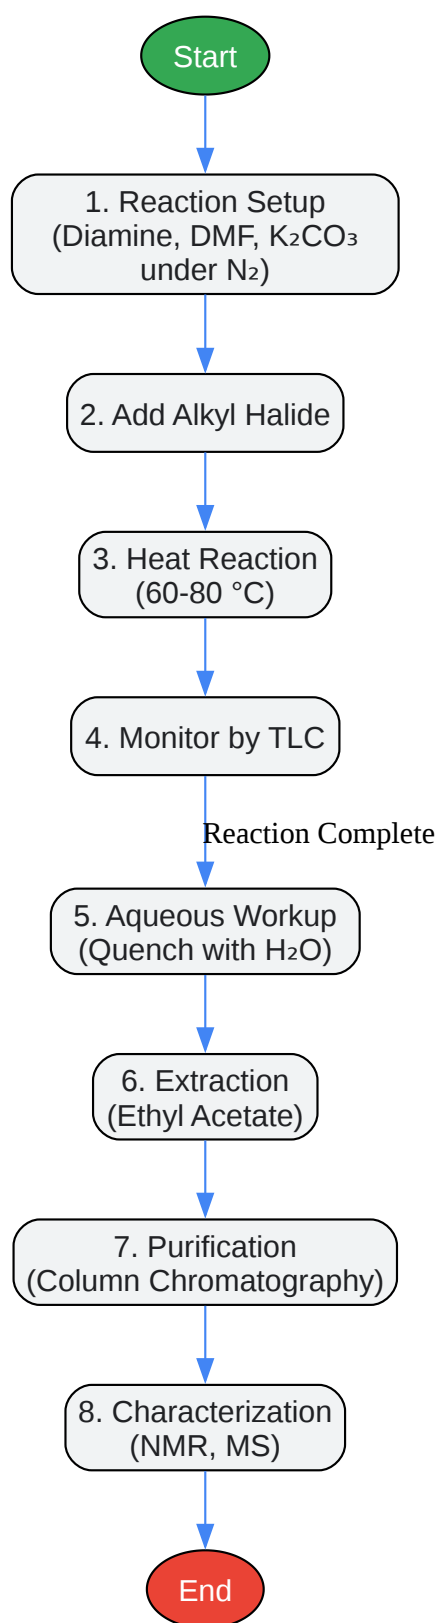 Start
1. Reaction Setup
(Diamine, DMF, K₂CO₃
under N₂)
2. Add Alkyl Halide
3. Heat Reaction
(60-80 °C)
4. Monitor by TLC
Reaction Complete
5. Aqueous Workup
(Quench with H₂O)
6. Extraction
(Ethyl Acetate)
7. Purification
(Column Chromatography)
8. Characterization
(NMR, MS)
End